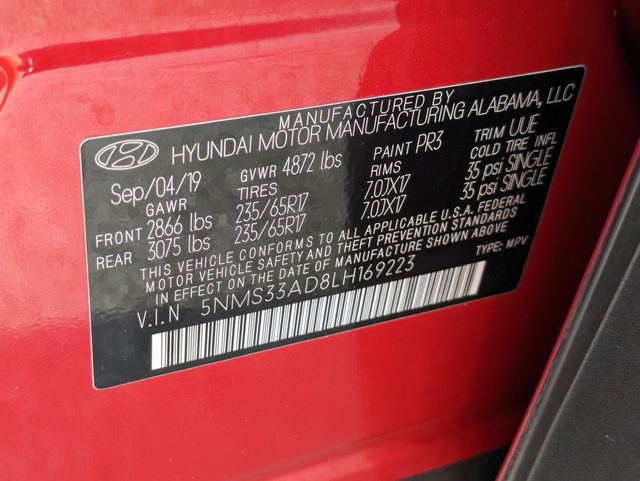 MANUFACTURED BY
HYUNDAI MOTOR MANUFACTURING ALABAMA, LLC
Sep/04/19 GVWR 4872 lbs PAINT PR3 TRIM UUE
GAWR TIRES RIMS COLD TIRE INFL
FRONT 2866 lbs 235/65R17 7.0JX17 35 psi SINGLE
REAR 3075 lbs 235/65R17 7.0JX17 35 psi SINGLE
THIS VEHICLE CONFORMS TO ALL APPLICABLE U.S.A. FEDERAL
MOTOR VEHICLE SAFETY AND THEFT PREVENTION STANDARDS
IN EFFECT ON THE DATE OF MANUFACTURE SHOWN ABOVE.
V.I.N 5NMS33AD8LH169223 TYPE: MPV